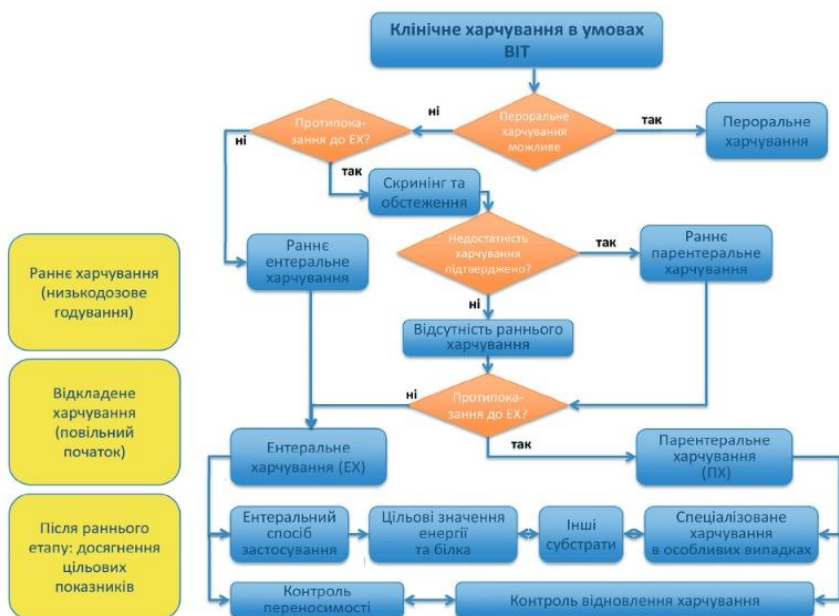 Клінічне харчування в умовах
ВІТ
Пероральне
харчування
можливе
ні
так
Пероральне
харчування
Протипока-
зання до ЕХ?
ні
так
Скринінг та
обстеження
Недостатність
харчування
підтверджено?
так
Раннє
парентеральне
харчування
Раннє
ентеральне
харчування
ні
Відсутність раннього
харчування
Протипока-
зання до ЕХ?
ні
так
Ентеральне
харчування (ЕХ)
Парентеральне
харчування
(ПХ)
Ентеральний
спосіб
застосування
Цільові значення
енергії
та білка
Інші
субстрати
Спеціалізоване
харчування
в особливих випадках
Контроль
переносимості
Контроль відновлення харчування
Раннє харчування
(низькодозове
годування)
Відкладене
харчування
(повільний
початок)
Після раннього
етапу: досягнення
цільових
показників